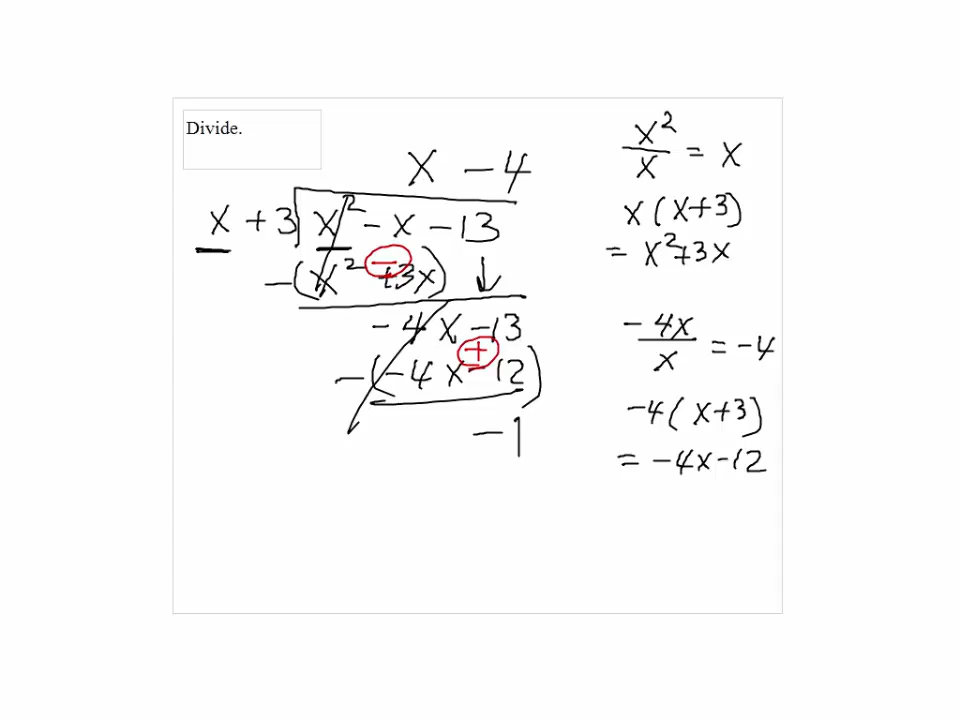 Divide.
x - 4
x + 3 x² - x - 13
-(x² + 3x) −
-4x - 13
-(-4x - 12) +
-1
x²/x = x
x(x+3)
= x²+3x
-4x/x = -4
-4(x+3)
= -4x-12